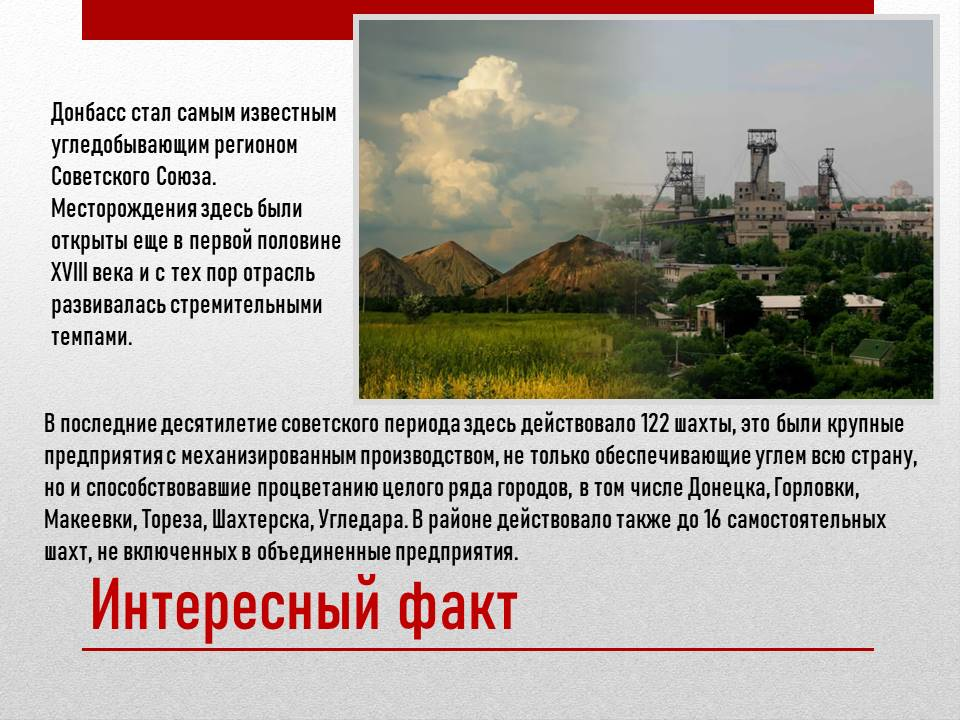 Донбасс стал самым известным
угледобывающим регионом
Советского Союза.
Месторождения здесь были
открыты еще в первой половине
XVIII века и с тех пор отрасль
развивалась стремительными
темпами.
В последние десятилетие советского периода здесь действовало 122 шахты, это были крупные
предприятия с механизированным производством, не только обеспечивающие углем всю страну,
но и способствовавшие процветанию целого ряда городов, в том числе Донецка, Горловки,
Макеевки, Тореза, Шахтерска, Угледара. В районе действовало также до 16 самостоятельных
шахт, не включенных в объединенные предприятия.
Интересный факт